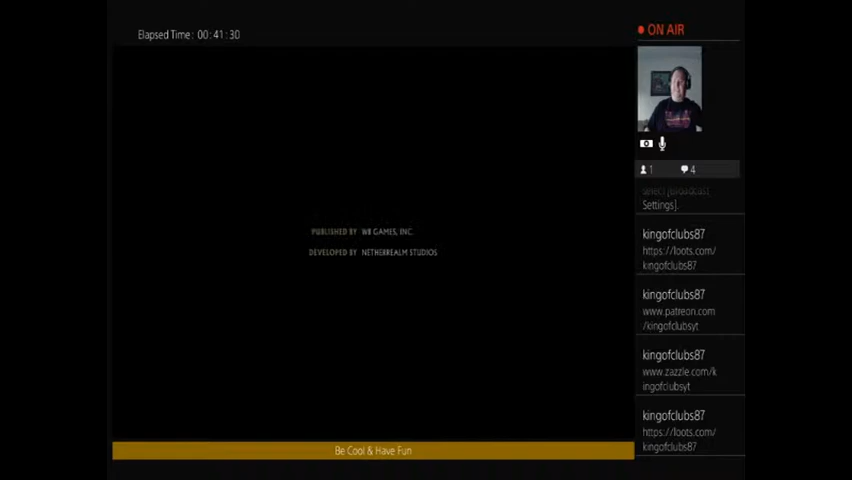 Elapsed Time: 00:41:30
ON AIR
1
4
select [Broadcast
Settings].
PUBLISHED BY WB GAMES, INC.
DEVELOPED BY NETHERREALM STUDIOS
kingofclubs87
https://loots.com/
kingofclubs87
kingofclubs87
www.patreon.com
/kingofclubsyt
kingofclubs87
www.zazzle.com/k
ingofclubsyt
kingofclubs87
https://loots.com/
kingofclubs87
Be Cool & Have Fun